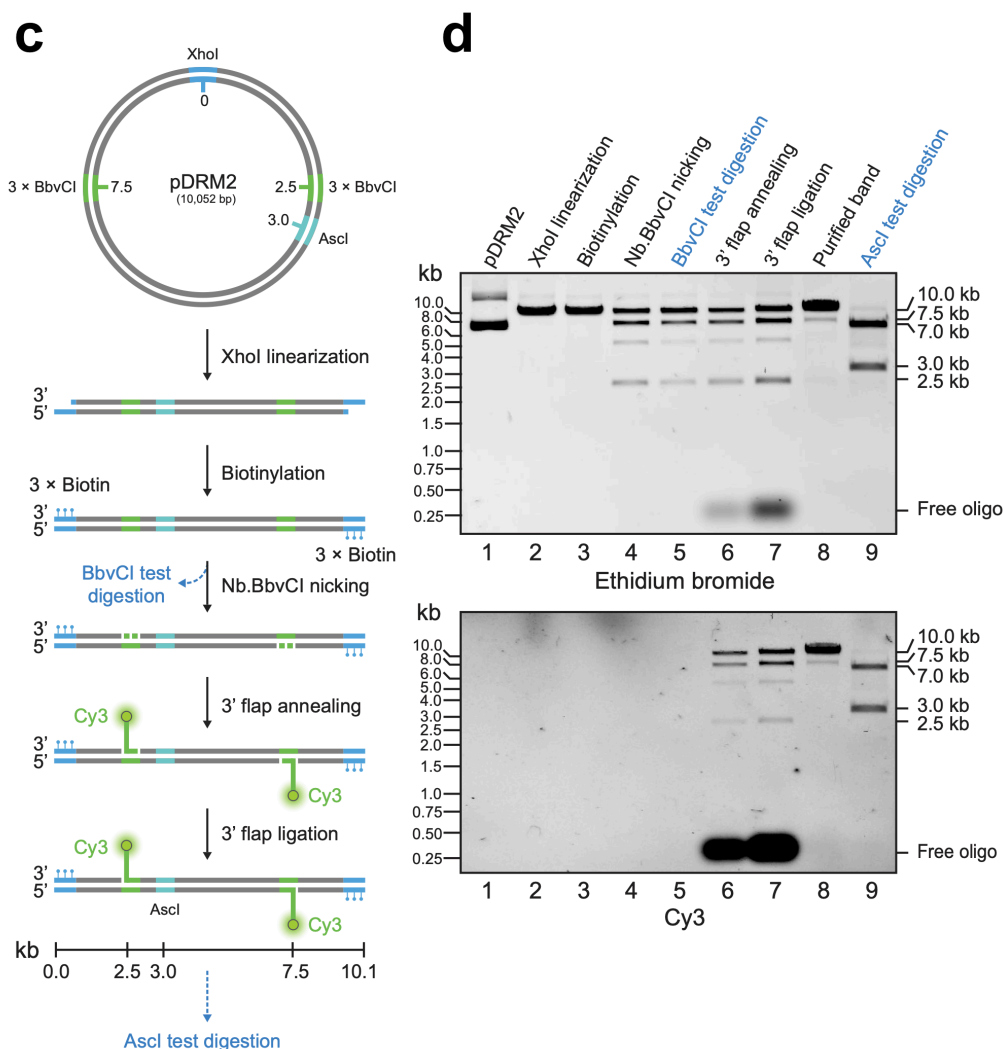 c
XhoI
0
3 × BbvCI
7.5
pDRM2
(10,052 bp)
2.5
3 × BbvCI
3.0
AscI
XhoI linearization
3’
5’
Biotinylation
3 × Biotin
3’
5’
3 × Biotin
BbvCI test
digestion
Nb.BbvCI nicking
3’
5’
3’ flap annealing
Cy3
3’
5’
Cy3
3’ flap ligation
Cy3
3’
5’
AscI
Cy3
kb
0.0 2.5 3.0 7.5 10.1
AscI test digestion
d
pDRM2
XhoI linearization
Biotinylation
Nb.BbvCI nicking
BbvCI test digestion
3’ flap annealing
3’ flap ligation
Purified band
AscI test digestion
kb
10.0
8.0
6.0
5.0
4.0
3.0
2.5
2.0
1.5
1.0
0.75
0.50
0.25
10.0 kb
7.5 kb
7.0 kb
3.0 kb
2.5 kb
Free oligo
1 2 3 4 5 6 7 8 9
Ethidium bromide
kb
10.0
8.0
6.0
5.0
4.0
3.0
2.5
2.0
1.5
1.0
0.75
0.50
0.25
10.0 kb
7.5 kb
7.0 kb
3.0 kb
2.5 kb
Free oligo
1 2 3 4 5 6 7 8 9
Cy3